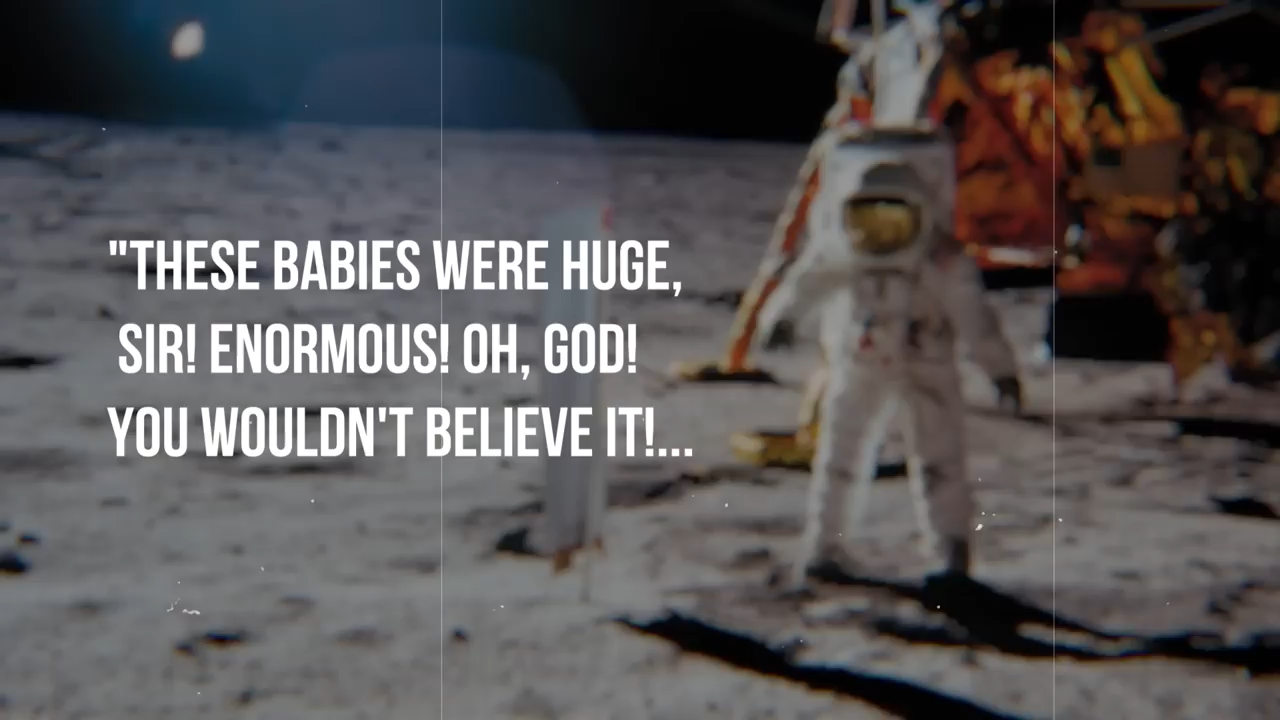 "THESE BABIES WERE HUGE,
SIR! ENORMOUS! OH, GOD!
YOU WOULDN'T BELIEVE IT!...